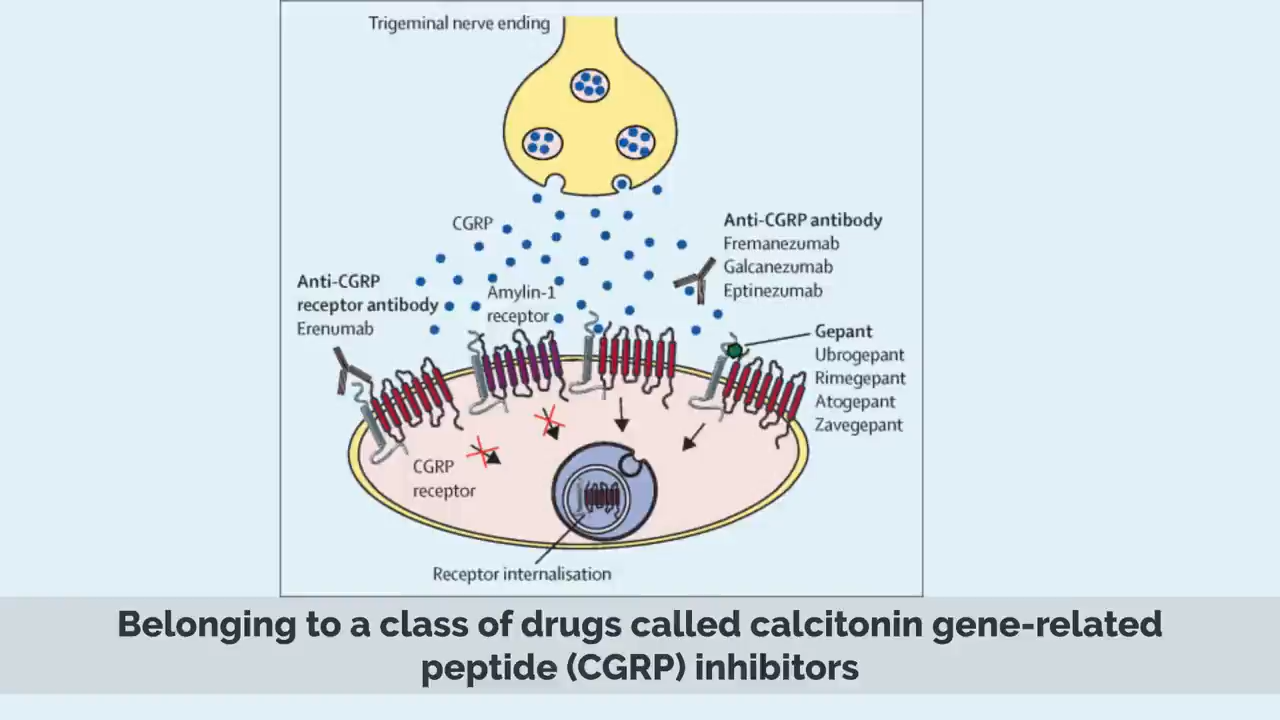 Trigeminal nerve ending
CGRP
Anti-CGRP antibody
Fremanezumab
Galcanezumab
Eptinezumab
Anti-CGRP
receptor antibody
Erenumab
Amylin-1
receptor
Gepant
Ubrogepant
Rimegepant
Atogepant
Zavegepant
CGRP
receptor
Receptor internalisation
Belonging to a class of drugs called calcitonin gene-related
peptide (CGRP) inhibitors